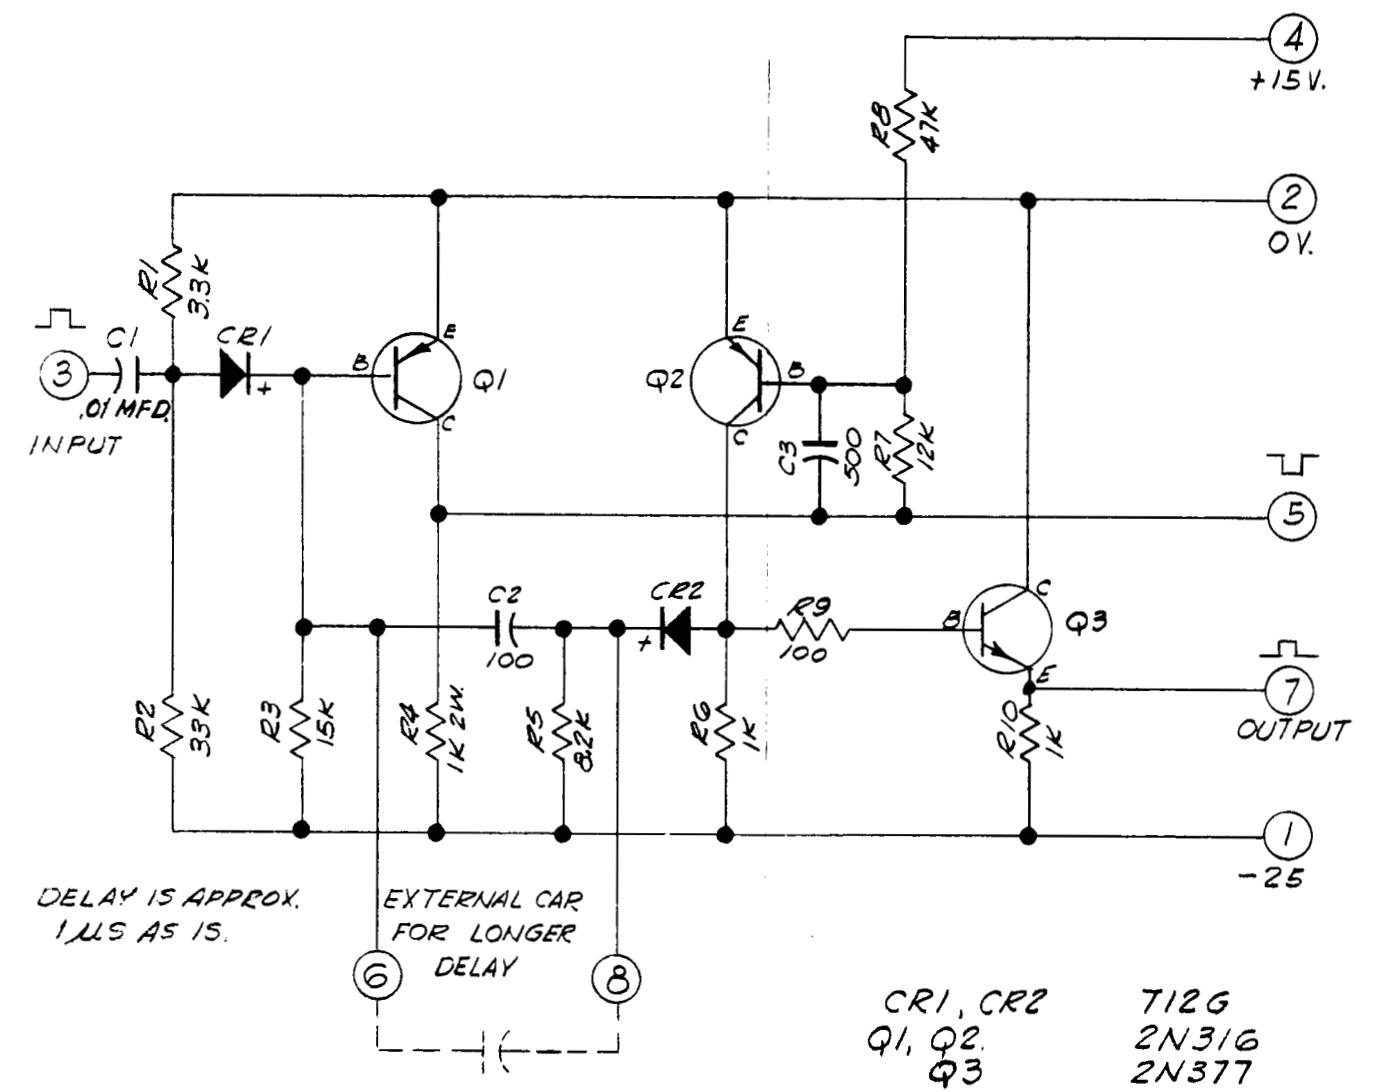 4
+15V.
R8
47K
2
0V.
R1
3.3K
3
C1
.01 MFD.
INPUT
CR1
+
B
E
C
Q1
Q2
E
B
C
C3
500
R7
12K
5
C2
100
CR2
+
R9
100
B
C
E
Q3
7
OUTPUT
R2
33K
R3
15K
R4
1K 2W.
R5
8.2K
R6
1K
R10
1K
1
-25
DELAY IS APPROX.
1 µS AS IS.
EXTERNAL CAP
FOR LONGER
DELAY
6
8
CR1, CR2 T12G
Q1, Q2. 2N316
Q3 2N377